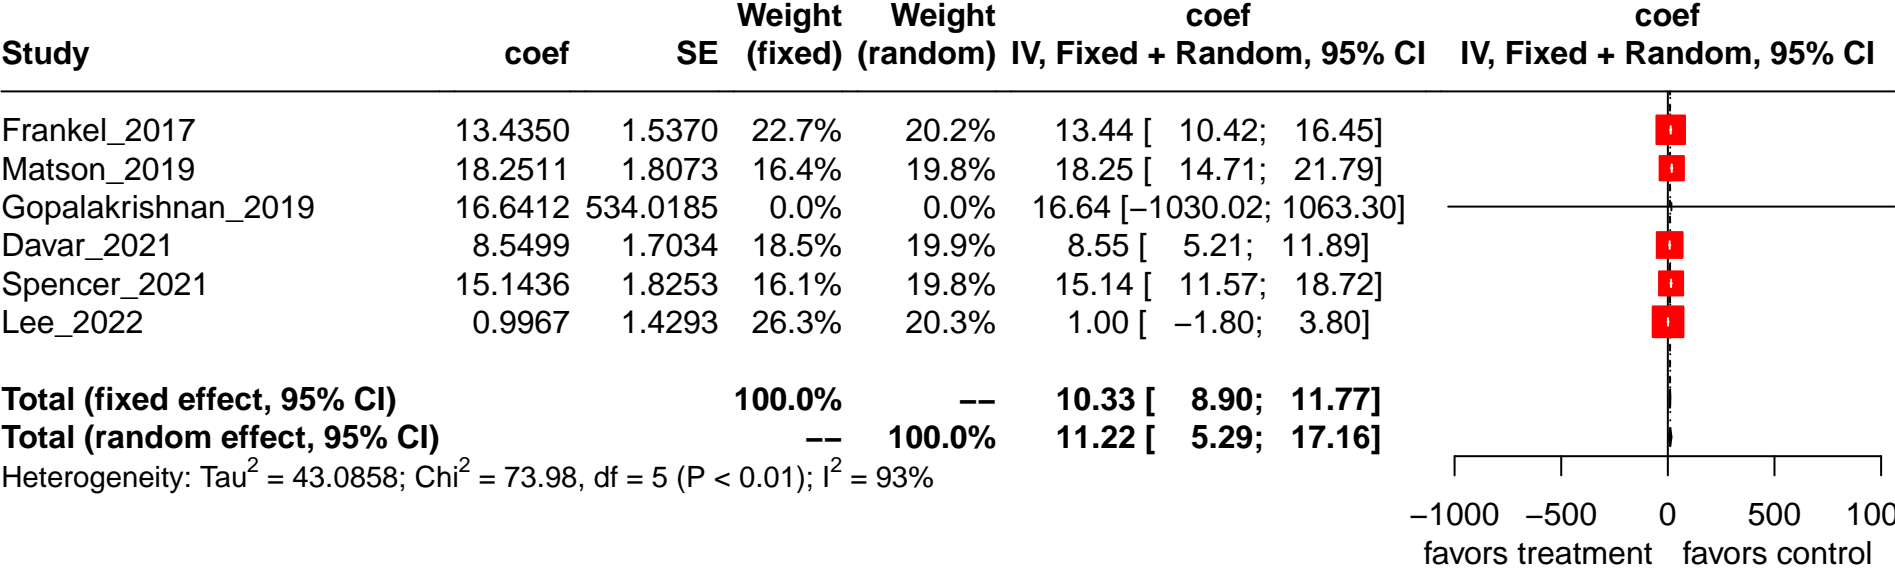 Weight Weight coef coef
Study coef SE (fixed) (random) IV, Fixed + Random, 95% CI IV, Fixed + Random, 95% CI
Frankel_2017 13.4350 1.5370 22.7% 20.2% 13.44 [ 10.42; 16.45]
Matson_2019 18.2511 1.8073 16.4% 19.8% 18.25 [ 14.71; 21.79]
Gopalakrishnan_2019 16.6412 534.0185 0.0% 0.0% 16.64 [−1030.02; 1063.30]
Davar_2021 8.5499 1.7034 18.5% 19.9% 8.55 [ 5.21; 11.89]
Spencer_2021 15.1436 1.8253 16.1% 19.8% 15.14 [ 11.57; 18.72]
Lee_2022 0.9967 1.4293 26.3% 20.3% 1.00 [ −1.80; 3.80]
Total (fixed effect, 95% CI) 100.0% −− 10.33 [ 8.90; 11.77]
Total (random effect, 95% CI) −− 100.0% 11.22 [ 5.29; 17.16]
Heterogeneity: Tau² = 43.0858; Chi² = 73.98, df = 5 (P < 0.01); I² = 93%
−1000 −500 0 500 100
favors treatment favors control